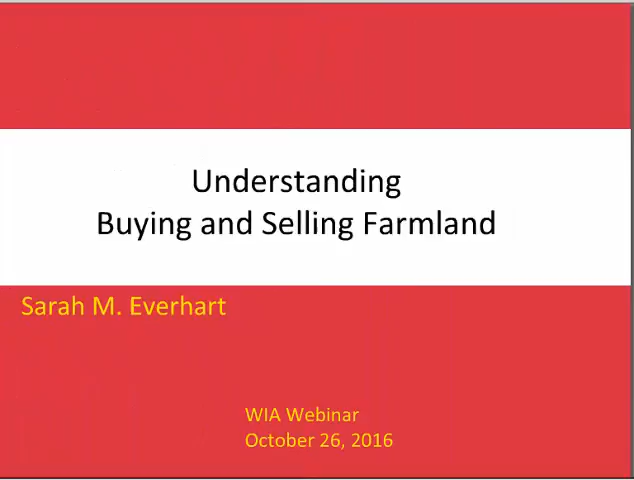 Understanding
Buying and Selling Farmland
Sarah M. Everhart
WIA Webinar
October 26, 2016